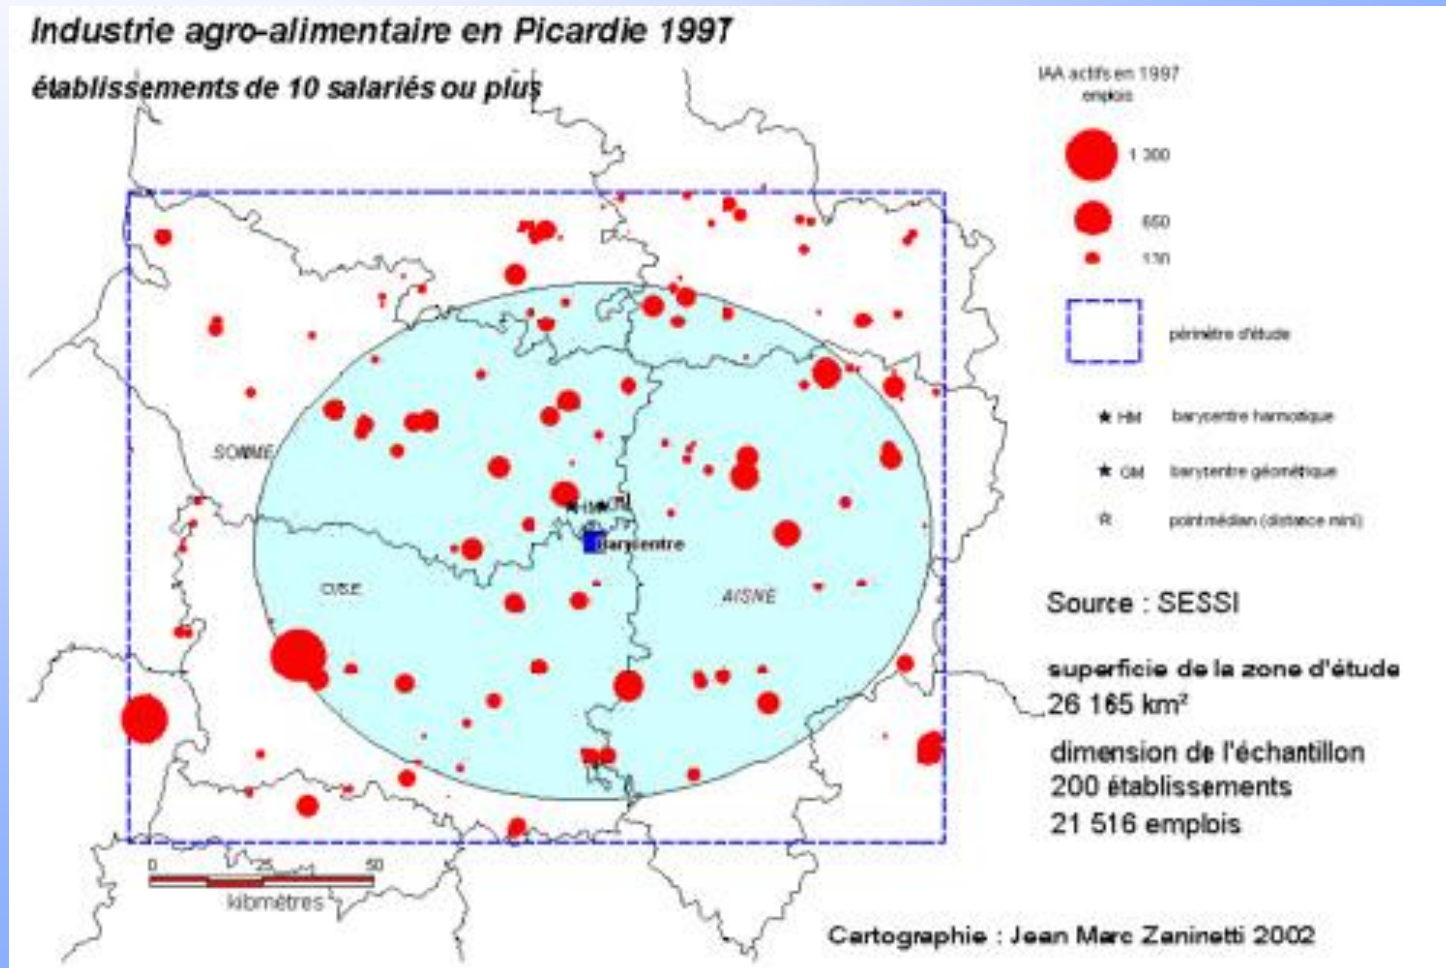 Industrie agro-alimentaire en Picardie 1997
établissements de 10 salariés ou plus
IAA actifs en 1997
emplois
1 300
650
130
périmètre d'étude
HM barycentre harmonique
GM barycentre géométrique
point médian (distance mini)
SOMME
OISE
AISNE
HM
barycentre
Source : SESSI
superficie de la zone d'étude
26 165 km²
dimension de l'échantillon
200 établissements
21 516 emplois
0 25 50
kilomètres
Cartographie : Jean Marc Zaninetti 2002